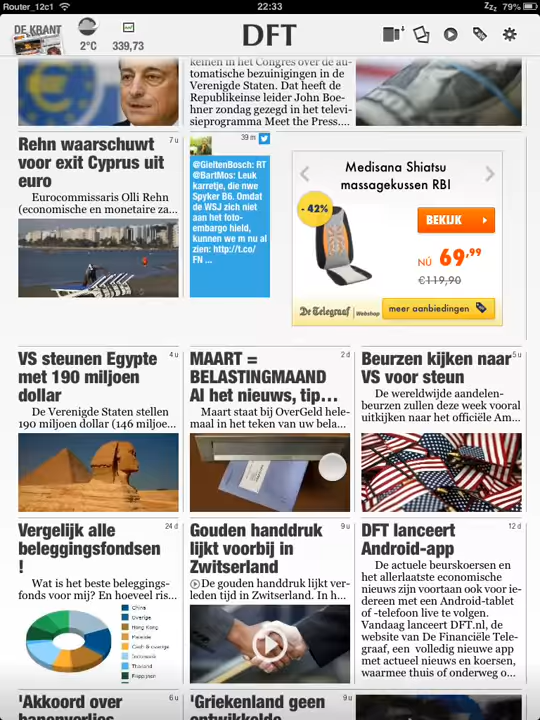 Router_12c1
22:33
79%
DE KRANT
2°C
339,73
DFT
keinen in het Congres over de au-
tomatische bezuinigingen in de
Verenigde Staten. Dat heeft de
Republikeinse leider John Boe-
hner zondag gezegd in het televi-
sieprogramma Meet the Press....
Rehn waarschuwt
voor exit Cyprus uit
euro
7 u
Eurocommissaris Olli Rehn
(economische en monetaire za...
39 m
@GieltenBosch: RT
@BartMos: Leuk
karretje, die nwe
Spyker B6. Omdat
de WSJ zich niet
aan het foto-
embargo hield,
kunnen we m nu al
zien: http://t.co/
FN ...
Medisana Shiatsu
massagekussen RBI
- 42%
BEKIJK
NÚ 69,99
€119,90
De Telegraaf | Webshop
meer aanbiedingen
VS steunen Egypte
met 190 miljoen
dollar
4 u
De Verenigde Staten stellen
190 miljoen dollar (146 miljoe...
MAART =
BELASTINGMAAND
Al het nieuws, tip...
2 d
Maart staat bij OverGeld hele-
maal in het teken van uw bela...
Beurzen kijken naar
VS voor steun
5 u
De wereldwijde aandelen-
beurzen zullen deze week vooral
uitkijken naar het officiële Am...
Vergelijk alle
beleggingsfondsen
!
24 d
Wat is het beste beleggings-
fonds voor mij? En hoeveel ris...
China
Overige
Hong Kong
Maleisie
Cash & overige
Indonesië
Thailand
Filippijnen
Gouden handdruk
lijkt voorbij in
Zwitserland
9 u
De gouden handdruk lijkt ver-
leden tijd in Zwitserland. In h...
DFT lanceert
Android-app
12 d
De actuele beurskoersen en
het allerlaatste economische
nieuws zijn voortaan ook voor ie-
dereen met een Android-tablet
of -telefoon live te volgen.
Vandaag lanceert DFT.nl, de
website van De Financiële Tele-
graaf, een volledig nieuwe app
met actueel nieuws en koersen,
waarmee thuis of onderweg o...
'Akkoord over
6 u
'Griekenland geen
9 u